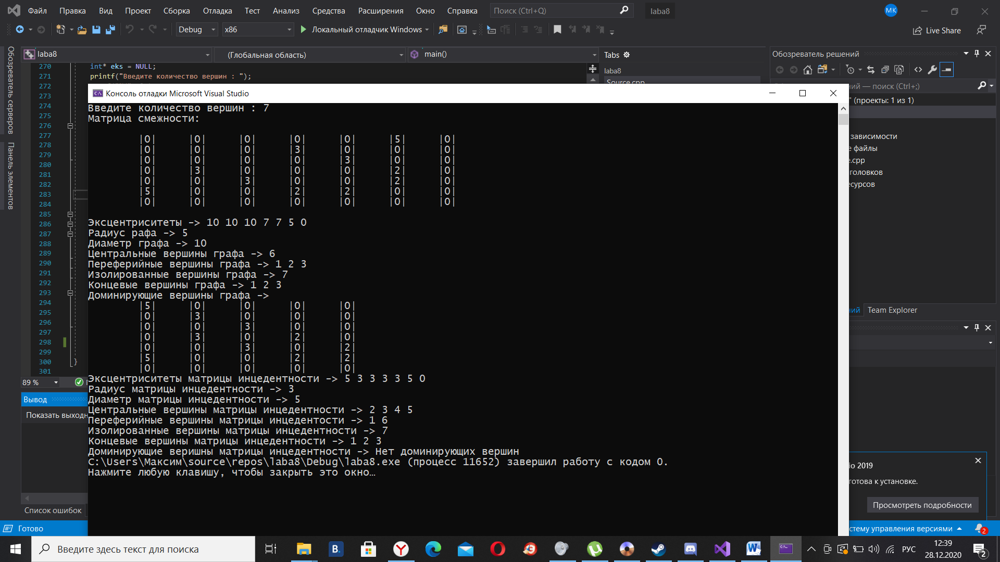 Файл Правка Вид Проект Сборка Отладка Тест Анализ Средства Расширения Окно Справка Поиск (Ctrl+Q) laba8 MK
Debug x86 Локальный отладчик Windows Live Share
Обозреватель серверов
Панель элементов
laba8 (Глобальная область) main() Tabs Обозреватель решений
laba8
Source.cpp
270 int* eks = NULL;
271 printf("Введите количество вершин : ");
272
273
274
275
276
277
278
279
280
281
282
283
284
285
286
287
288
289
290
291
292
293
294
295
296
297
298
299
300 }
301
— поиск (Ctrl+;)
(проекты: 1 из 1)
зависимости
файлы
.cpp
Консоль отладки Microsoft Visual Studio
Введите количество вершин : 7
Матрица смежности:
|0| |0| |0| |0| |0| |5| |0|
|0| |0| |0| |3| |0| |0| |0|
|0| |0| |0| |0| |3| |0| |0|
|0| |3| |0| |0| |0| |2| |0|
|0| |0| |3| |0| |0| |2| |0|
|5| |0| |0| |2| |2| |0| |0|
|0| |0| |0| |0| |0| |0| |0|
Эксцентриситеты -> 10 10 10 7 7 5 0
Радиус рафа -> 5
Диаметр графа -> 10
Центральные вершины графа -> 6
Переферийные вершины графа -> 1 2 3
Изолированные вершины графа -> 7
Концевые вершины графа -> 1 2 3
Доминирующие вершины графа ->
|5| |0| |0| |0| |0|
|0| |3| |0| |0| |0|
|0| |0| |3| |0| |0|
|0| |3| |0| |2| |0|
|0| |0| |3| |0| |2|
|5| |0| |0| |2| |2|
|0| |0| |0| |0| |0|
Эксцентриситеты матрицы инцедентности -> 5 3 3 3 3 5 0
Радиус матрицы инцедентности -> 3
Диаметр матрицы инцедентности -> 5
Центральные вершины матрицы инцедентности -> 2 3 4 5
Переферийные вершины матрицы инцедентости -> 1 6
Изолированные вершины матрицы инцедентности -> 7
Концевые вершины матрицы инцедентности -> 1 2 3
Доминирующие веришны матрицы инцедентности -> Нет доминирующих вершин
C:\Users\Максим\source\repos\laba8\Debug\laba8.exe (процесс 11652) завершил работу с кодом 0.
Нажмите любую клавишу, чтобы закрыть это окно…
Team Explorer
89 %
Вывод
Показать выходн
Список ошибок
io 2019
готова к установке.
Просмотреть подробности
Готово
стему управления версиями 2
Введите здесь текст для поиска B. РУС 12:39
28.12.2020 2